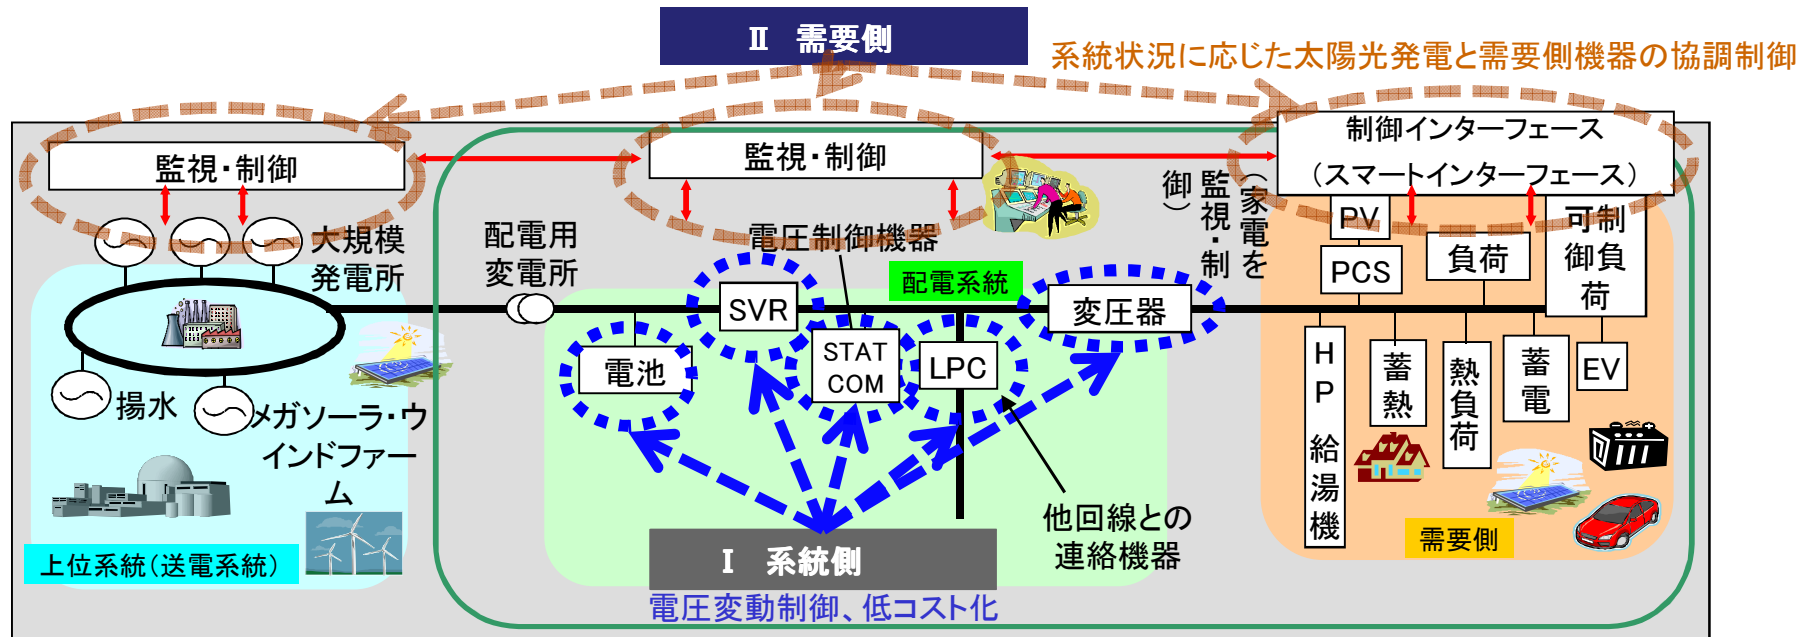 Ⅱ 需要側
系統状況に応じた太陽光発電と需要側機器の協調制御
監視・制御
監視・制御
制御インターフェース
（スマートインターフェース）
（家電を
監視・制
御）
大規模
発電所
配電用
変電所
電圧制御機器
配電系統
PV
PCS
負荷
可制
御負
荷
SVR
変圧器
電池
STAT
COM
LPC
HP給湯機
蓄熱
熱負荷
蓄電
EV
揚水
メガソーラ・ウ
インドファー
ム
他回線との
連絡機器
上位系統（送電系統）
Ⅰ 系統側
需要側
電圧変動制御、低コスト化